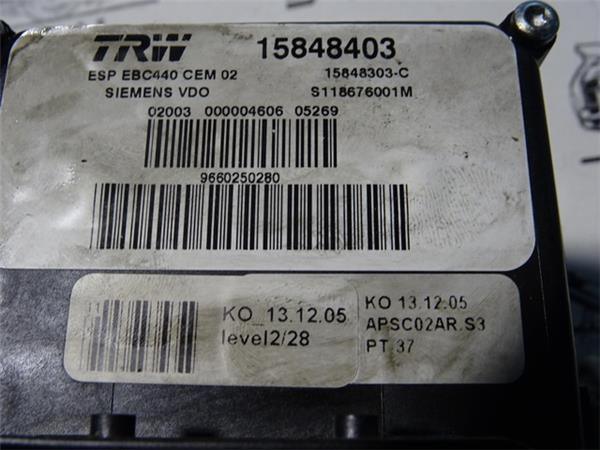 TRW 15848403
ESP EBC440 CEM 02 15848303-C
SIEMENS VDO S118676001M
02003 000004606 05269
9660250280
KO_13.12.05
level2/28
KO 13.12.05
APSC02AR.S3
PT 37